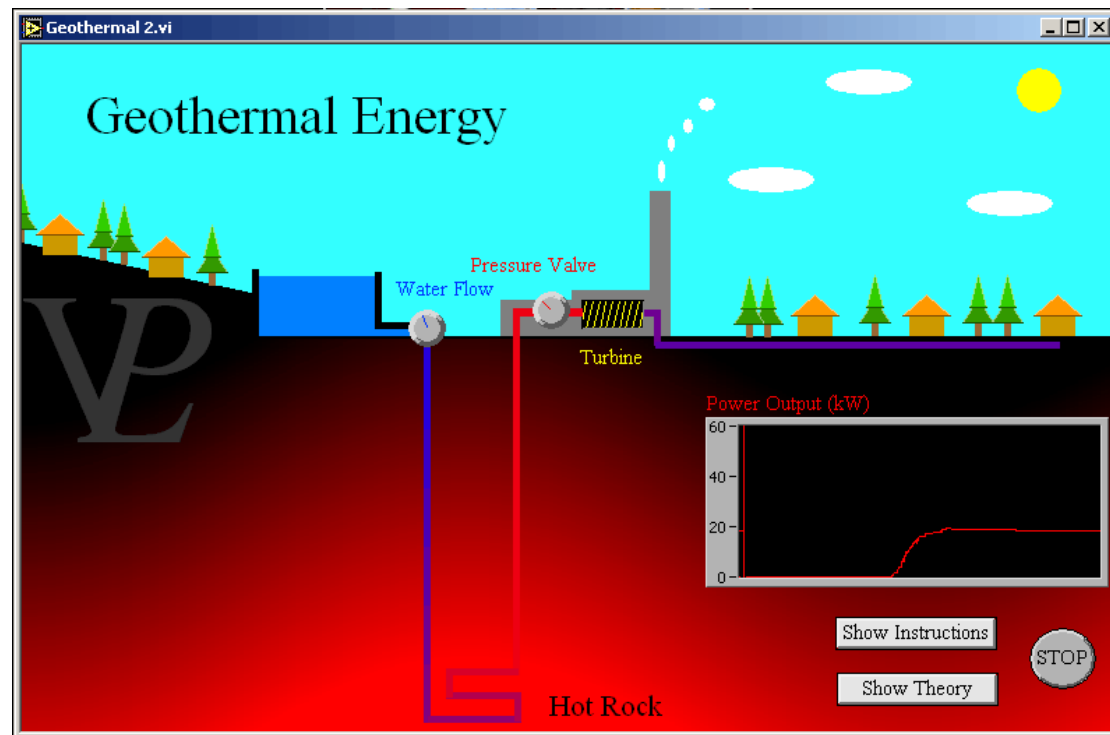 Geothermal 2.vi
Geothermal Energy
Pressure Valve
Water Flow
Turbine
VPL
Power Output (kW)
60
40
20
0
Show Instructions
STOP
Show Theory
Hot Rock